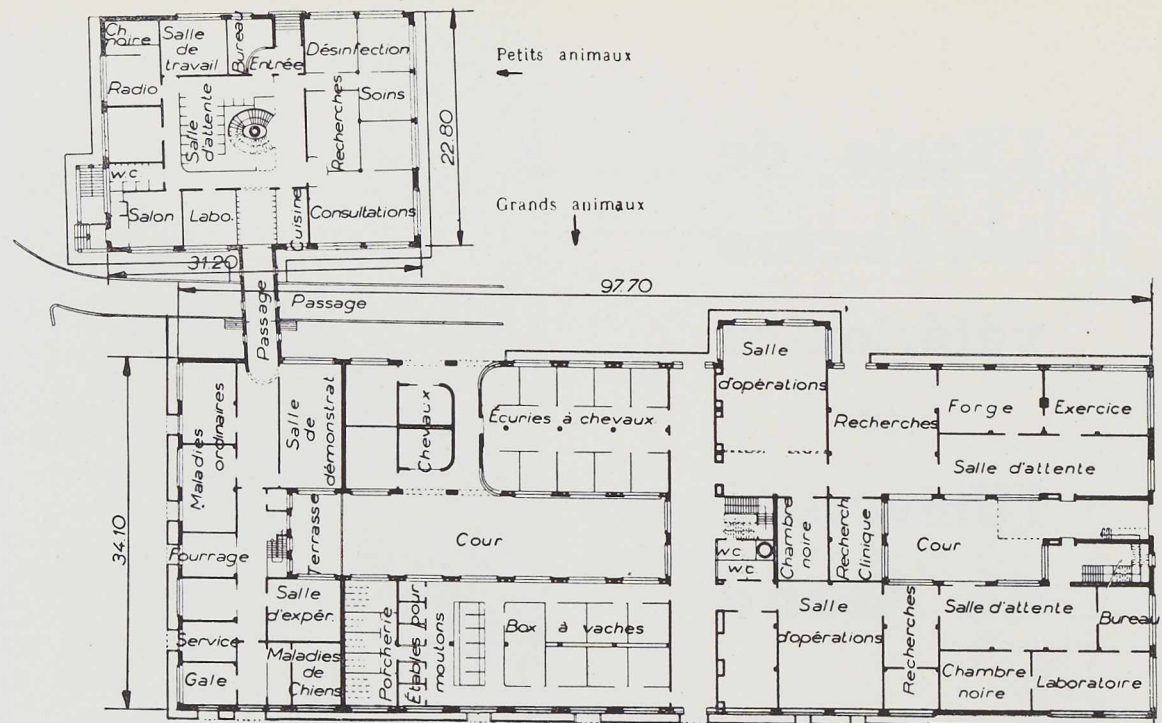 Ch.
noire
Salle
de
travail
Bureau
Entrée
Désinfection
Radio
Salle
d'attente
Recherches
Soins
W.C
Salon
Labo.
Cuisine
Consultations
Petits animaux
22.80
Grands animaux
31.20
97.70
Passage
Passage
34.10
Maladies
ordinaires
Salle
de
démonstrat.
Chevaux
Écuries à chevaux
Salle
d'opérations
Recherches
Forge
Exercice
Salle d'attente
Fourrage
Terrasse
Cour
W C
W C
Chambre
noire
Recherch.
Clinique
Cour
Salle
d'expér.
Service
Gale
Maladies
de
Chiens
Porcherie
Étables pour
moutons
Box à vaches
Salle
d'opérations
Recherches
Salle d'attente
Bureau
Chambre
noire
Laboratoire